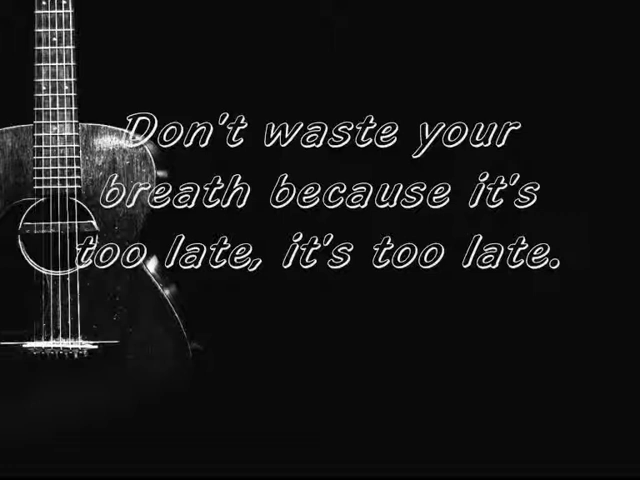 Don't waste your
breath because it's
too late, it's too late.